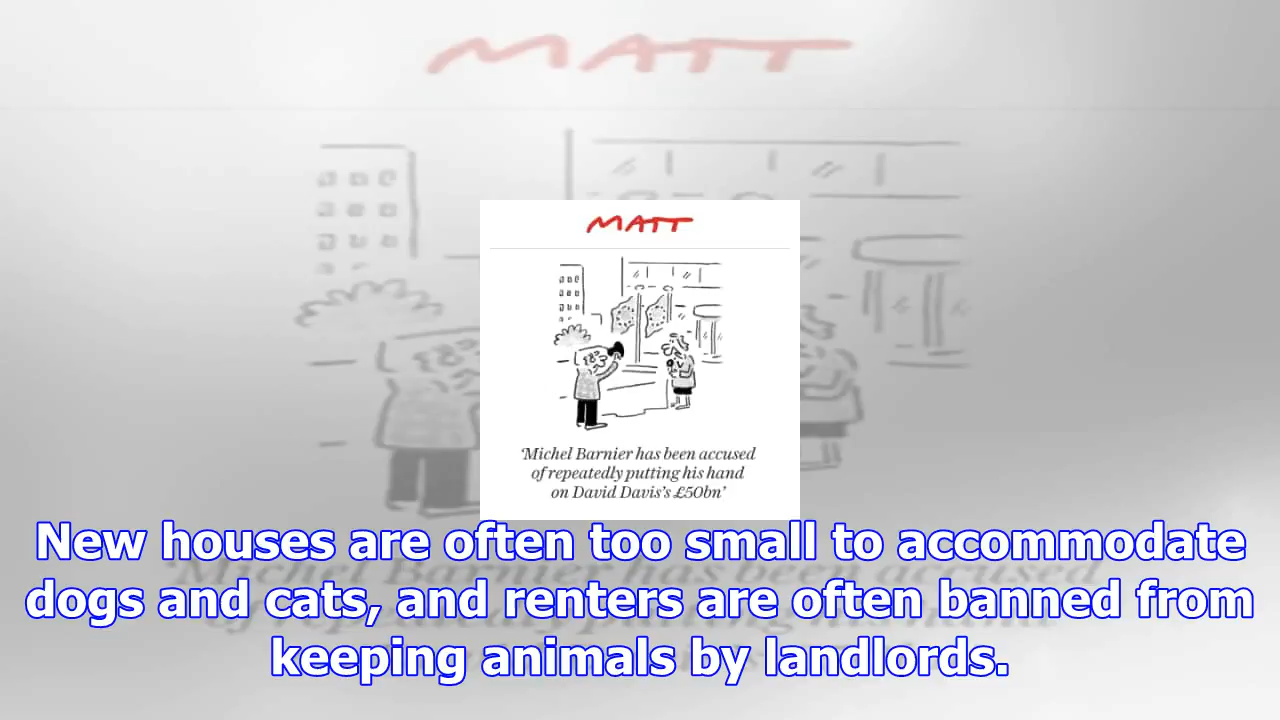 MATT
MATT
'Michel Barnier has been accused
of repeatedly putting his hand
on David Davis's £50bn'
New houses are often too small to accommodate
dogs and cats, and renters are often banned from
keeping animals by landlords.